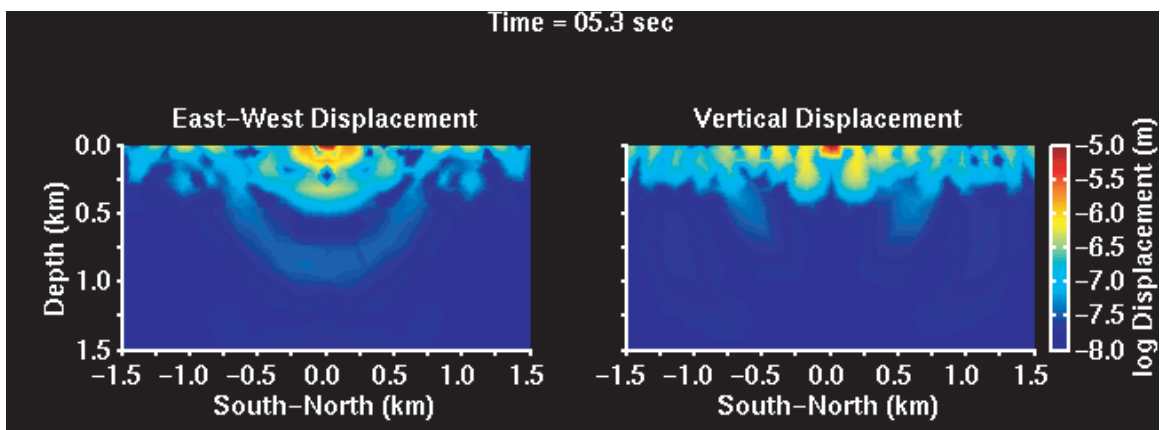 Time = 05.3 sec
East-West Displacement
Vertical Displacement
0.0
0.5
1.0
1.5
Depth (km)
-1.5 -1.0 -0.5 0.0 0.5 1.0 1.5
South-North (km)
-1.5 -1.0 -0.5 0.0 0.5 1.0 1.5
South-North (km)
-5.0
-5.5
-6.0
-6.5
-7.0
-7.5
-8.0
log Displacement (m)